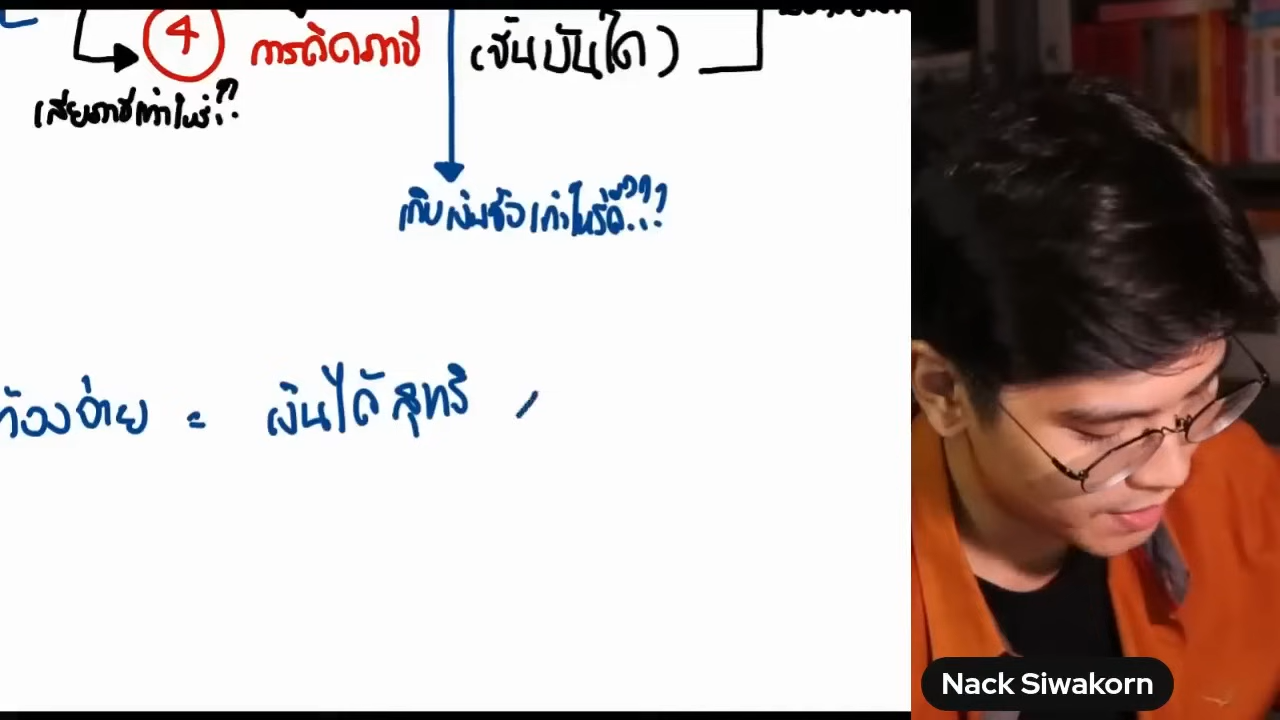 4 การคิดภาษี (ขั้นบันได)
เสียภาษีเท่าไหร่??
เก็บเงินซื้อเท่าไหร่ดี???
ต้องจ่าย = เงินได้สุทธิ
Nack Siwakorn